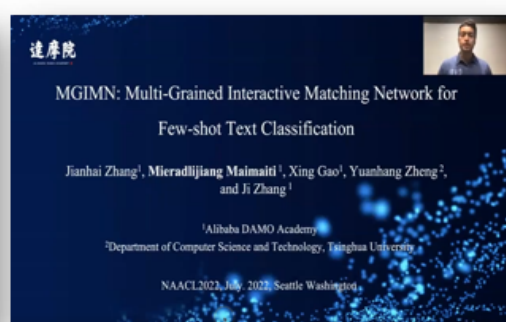 達摩院
MGIMN: Multi-Grained Interactive Matching Network for
Few-shot Text Classification
Jianhai Zhang¹, Mieradlijiang Maimaiti¹, Xing Gao¹, Yuanhang Zheng²,
and Ji Zhang¹
¹Alibaba DAMO Academy
²Department of Computer Science and Technology, Tsinghua University
NAACL2022, July. 2022, Seattle Washington